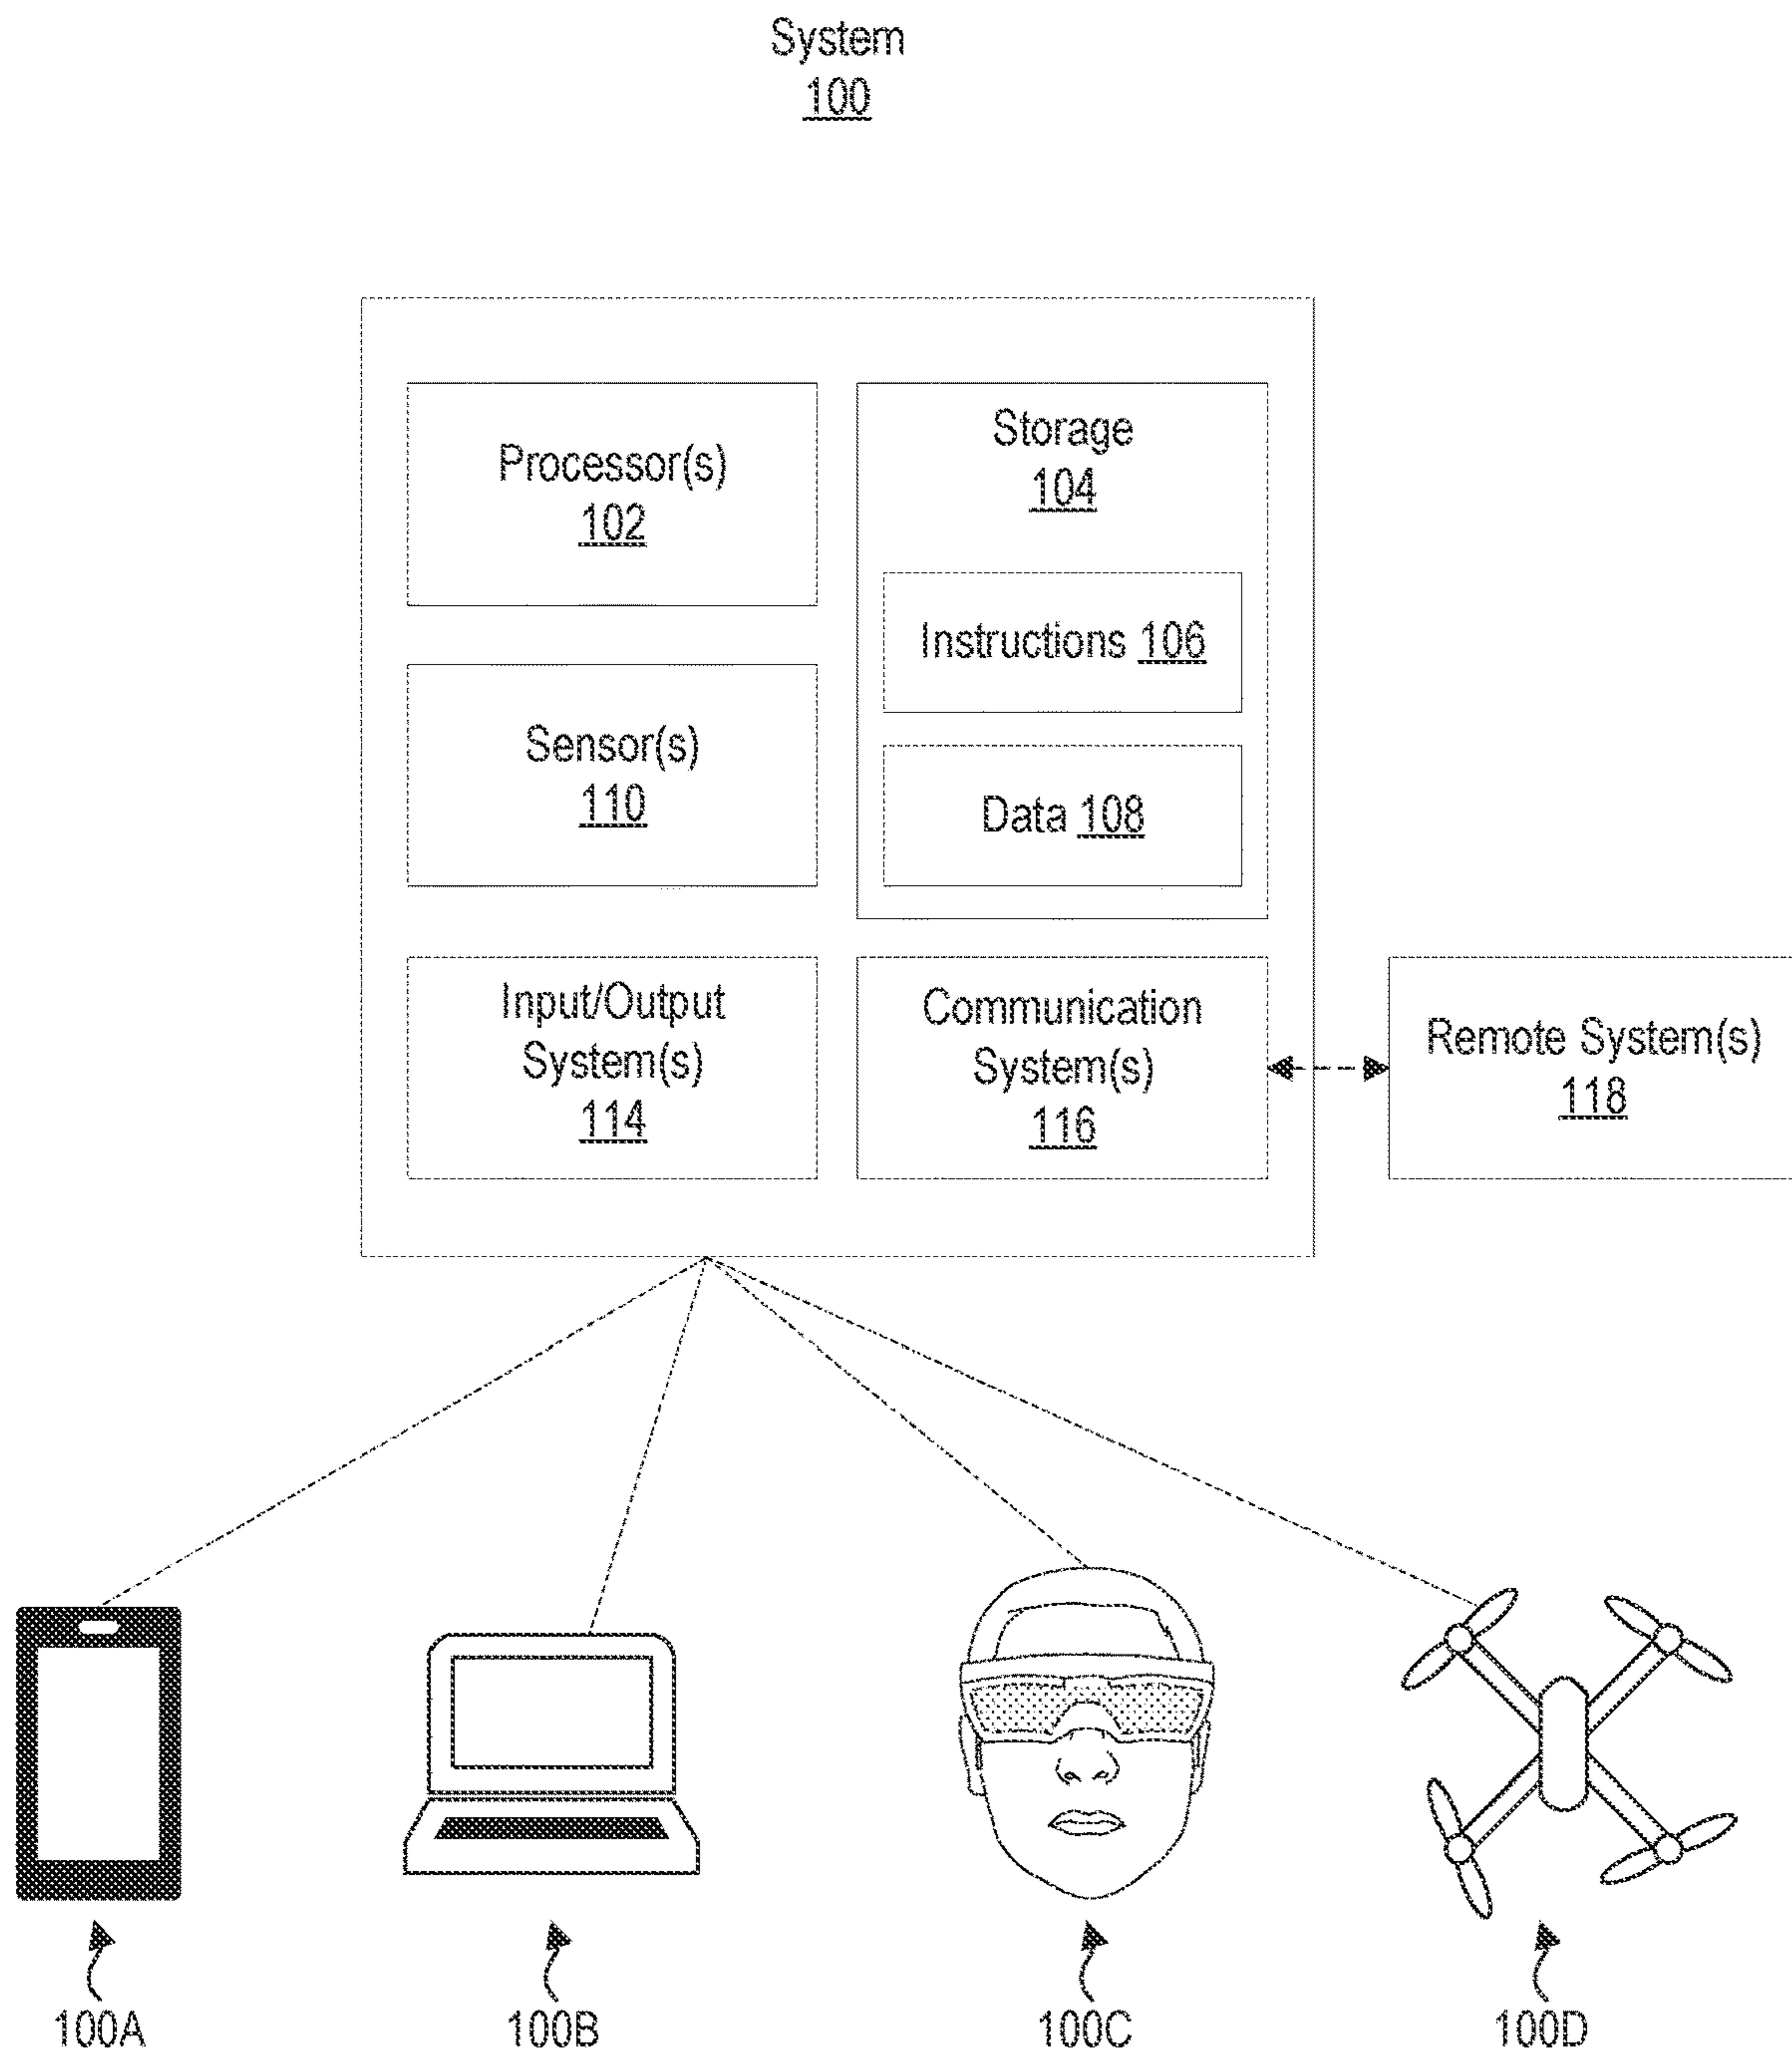 System
100
Processor(s)
102
Storage
104
Instructions 106
Data 108
Sensor(s)
110
Input/Output
System(s)
114
Communication
System(s)
116
Remote System(s)
118
100A
100B
100C
100D